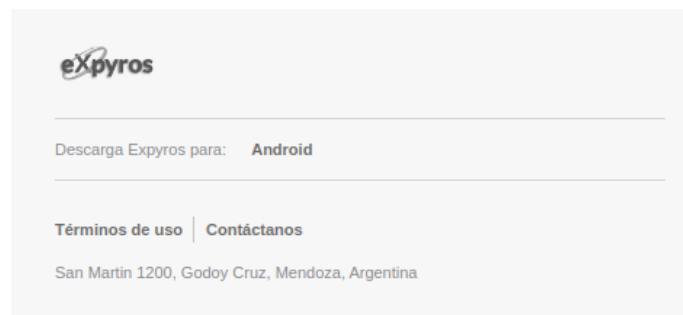 eXpyros
Descarga Expyros para: Android
Términos de uso | Contáctanos
San Martin 1200, Godoy Cruz, Mendoza, Argentina